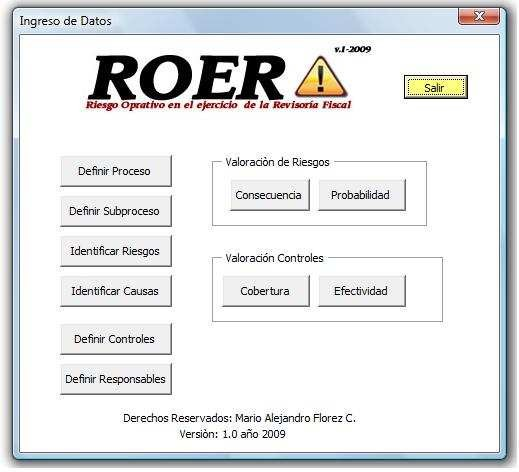 Ingreso de Datos
v.1-2009
ROER
Riesgo Oprativo en el ejercicio de la Revisoría Fiscal
Salir
Definir Proceso
Definir Subproceso
Identificar Riesgos
Identificar Causas
Definir Controles
Definir Responsables
Valoraciòn de Riesgos
Consecuencia
Probabilidad
Valoración Controles
Cobertura
Efectividad
Derechos Reservados: Mario Alejandro Florez C.
Versiòn: 1.0 año 2009